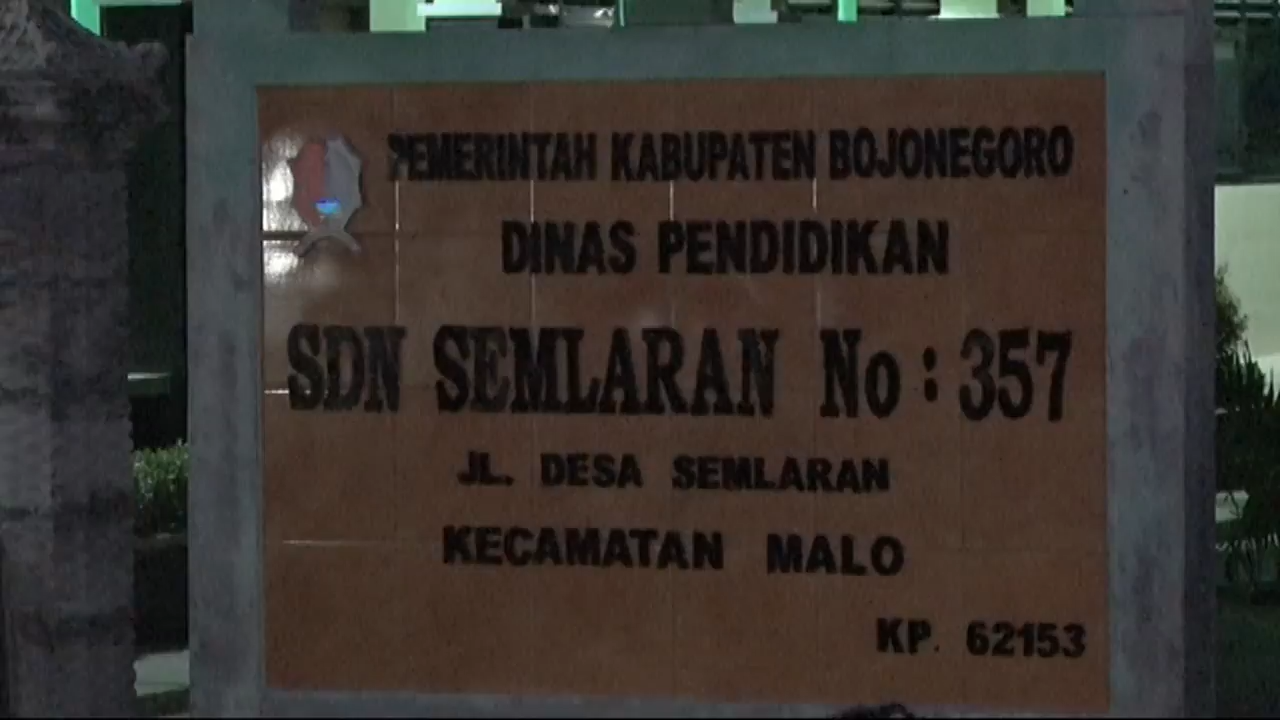 PEMERINTAH KABUPATEN BOJONEGORO
DINAS PENDIDIKAN
SDN SEMLARAN No : 357
JL. DESA SEMLARAN
KECAMATAN MALO
KP. 62153